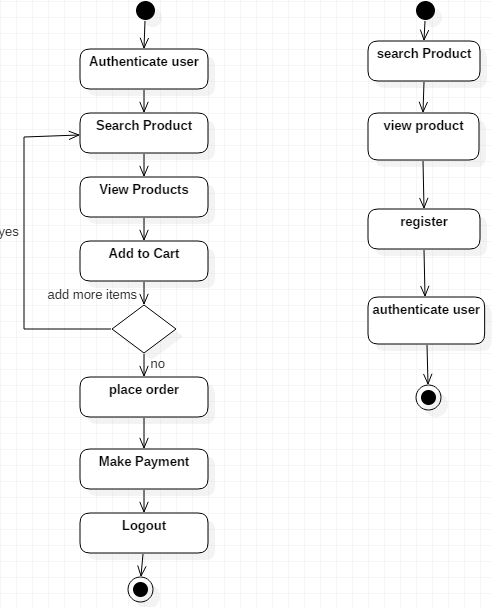 Authenticate user
Search Product
View Products
yes
Add to Cart
add more items
no
place order
Make Payment
Logout
search Product
view product
register
authenticate user